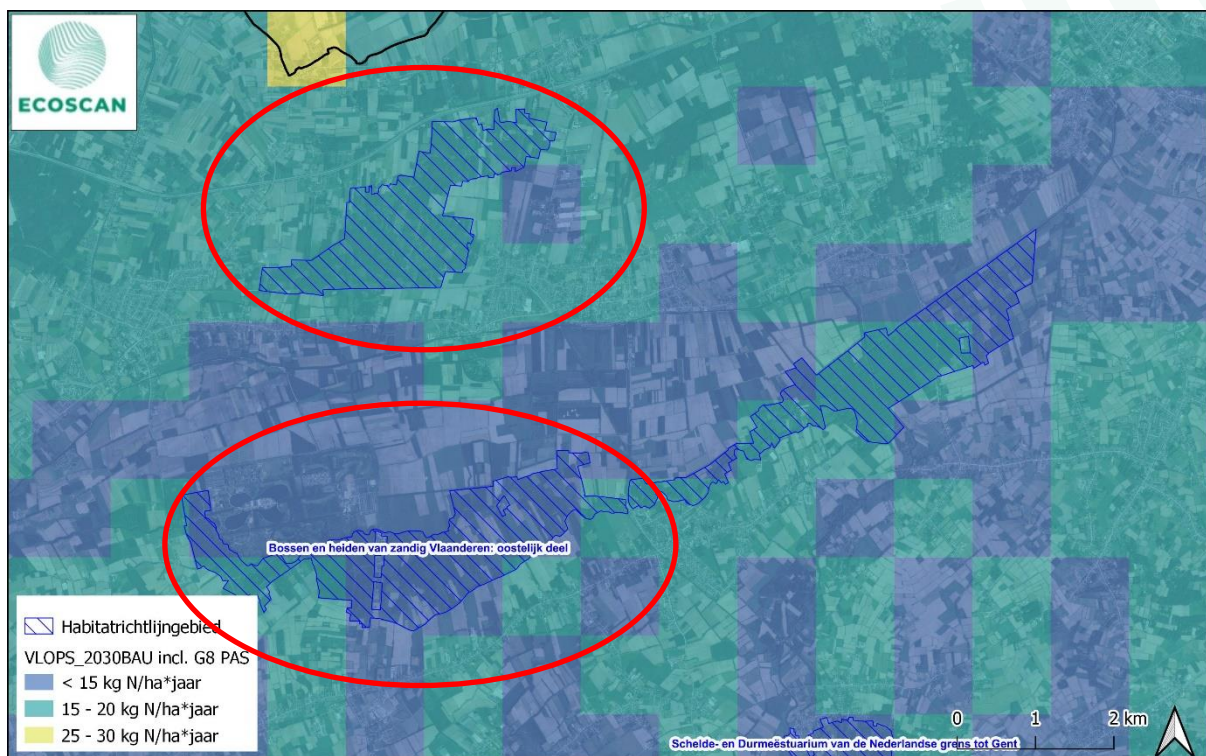 ECOSCAN
Bossen en heiden van zandig Vlaanderen: oostelijk deel
Habitatrichtlijngebied
VLOPS_2030BAU incl. G8 PAS
< 15 kg N/ha*jaar
15 - 20 kg N/ha*jaar
25 - 30 kg N/ha*jaar
0 1 2 km
Schelde- en Durmeëstuarium van de Nederlandse grens tot Gent